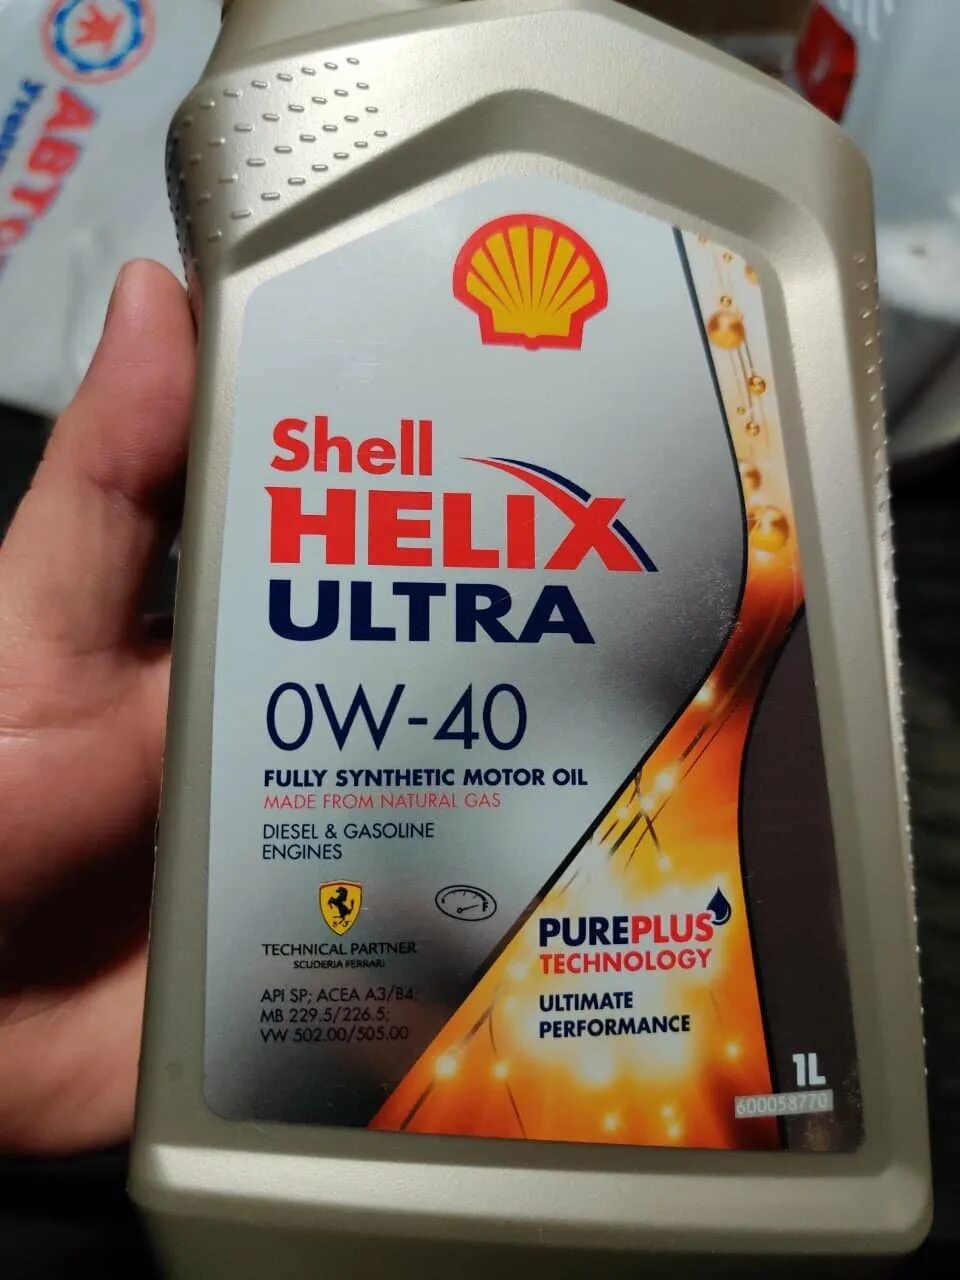 АВТО
Shell
HELIX
ULTRA
0W-40
FULLY SYNTHETIC MOTOR OIL
MADE FROM NATURAL GAS
DIESEL & GASOLINE
ENGINES
S F
TECHNICAL PARTNER
SCUDERIA FERRARI
API SP; ACEA A3/B4;
MB 229.5/226.5;
VW 502.00/505.00
PUREPLUS
TECHNOLOGY
ULTIMATE
PERFORMANCE
1L
600058770